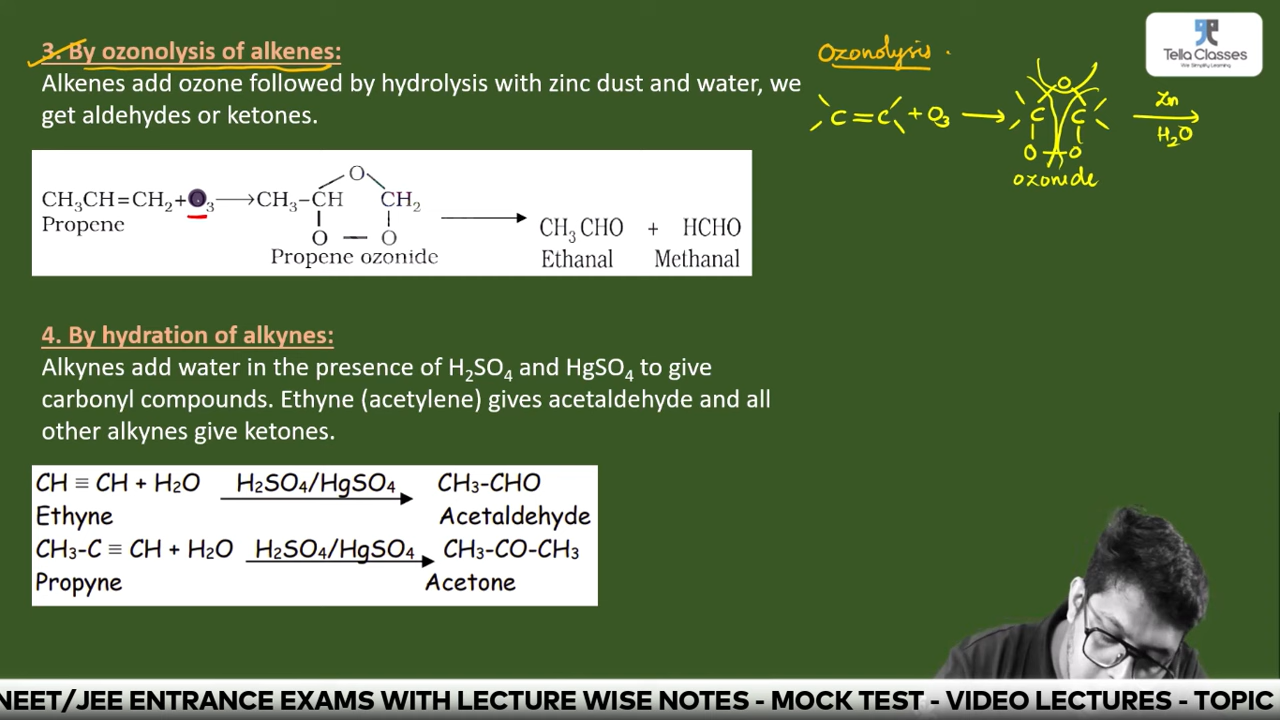 3. By ozonolysis of alkenes:
Alkenes add ozone followed by hydrolysis with zinc dust and water, we
get aldehydes or ketones.
CH₃CH=CH₂+O₃ ⟶ CH₃–CH O CH₂ ⟶ CH₃CHO + HCHO
O — O
Propene
Propene ozonide
Ethanal Methanal
4. By hydration of alkynes:
Alkynes add water in the presence of H₂SO₄ and HgSO₄ to give
carbonyl compounds. Ethyne (acetylene) gives acetaldehyde and all
other alkynes give ketones.
CH ≡ CH + H₂O H₂SO₄/HgSO₄ CH₃-CHO
Ethyne Acetaldehyde
CH₃-C ≡ CH + H₂O H₂SO₄/HgSO₄ CH₃-CO-CH₃
Propyne Acetone
Ozonolysis.
C = C + O₃ ⟶ C O C Zn
H₂O
O O
ozonide
Tella Classes
We Simplify Learning
NEET/JEE ENTRANCE EXAMS WITH LECTURE WISE NOTES - MOCK TEST - VIDEO LECTURES - TOPIC